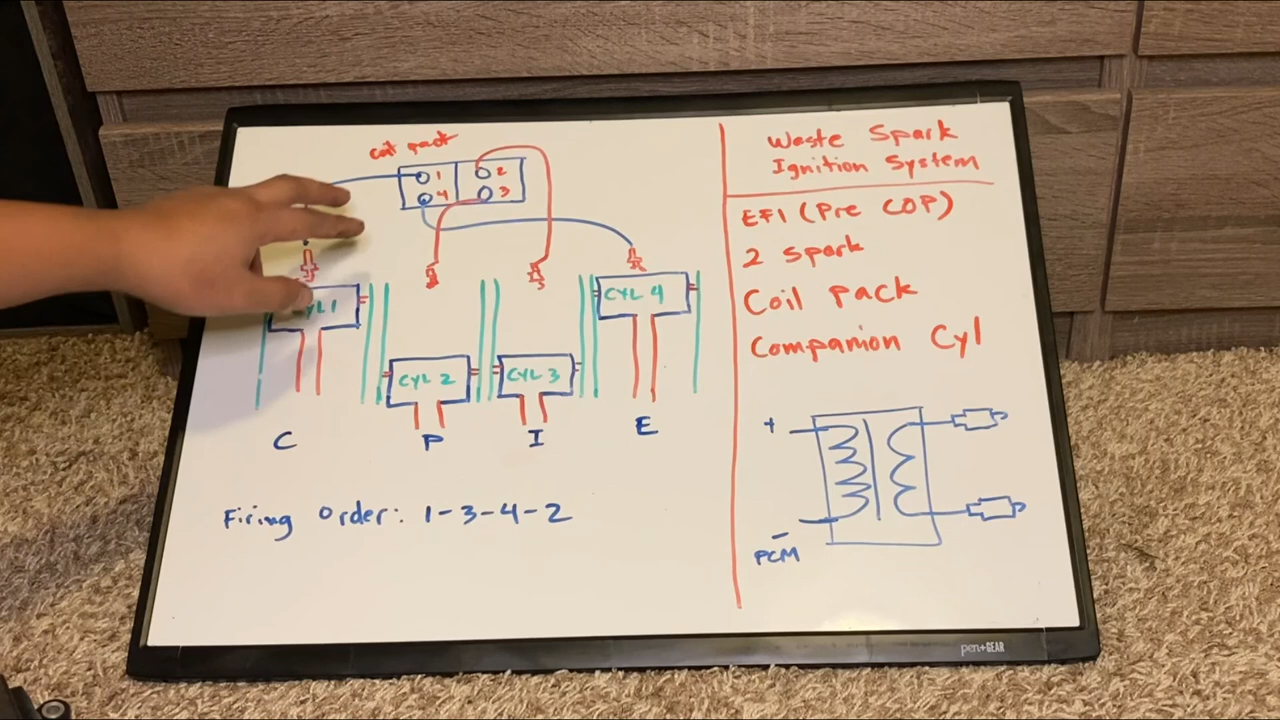 coil pack
1
2
4
3
YL 1
CYL 2
CYL 3
CYL 4
C
P
I
E
Firing Order: 1-3-4-2
Waste Spark
Ignition System
EFI (Pre COP)
2 spark
Coil Pack
Companion Cyl
+
-
PCM
pen+GEAR